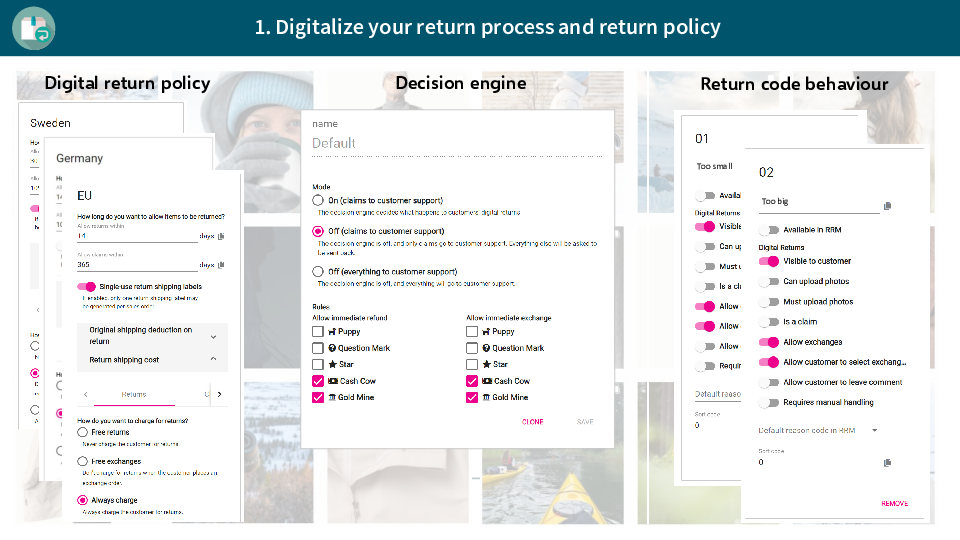 1. Digitalize your return process and return policy
Digital return policy
Sweden
Germany
EU
How long do you want to allow items to be returned?
Allow returns within
14 days
Allow claims within
365 days
Single-use return shipping labels
If enabled, only one return shipping label may
be generated per sales order.
Original shipping deduction on
return
Return shipping cost
Returns
How do you want to charge for returns?
Free returns
Never charge the customer for returns.
Free exchanges
Don't charge for returns when the customer places an
exchange order.
Always charge
Always charge the customer for returns.
Decision engine
name
Default
Mode
On (claims to customer support)
The decision engine decides what happens to customers' digital returns.
Off (claims to customer support)
The decision engine is off, and only claims go to customer support. Everything else will be asked to
be sent back.
Off (everything to customer support)
The decision engine is off, and everything will go to customer support.
Rules
Allow immediate refund
Puppy
Question Mark
Star
Cash Cow
Gold Mine
Allow immediate exchange
Puppy
Question Mark
Star
Cash Cow
Gold Mine
CLONE
SAVE
Return code behaviour
01
Too small
Digital Returns
Visible
Must
Allow
Allow
Allow
Default reaso
Sort code
0
02
Too big
Available in RRM
Digital Returns
Visible to customer
Can upload photos
Must upload photos
Is a claim
Allow exchanges
Allow customer to select exchang...
Allow customer to leave comment
Requires manual handling
Default reason code in RRM
Sort code
0
REMOVE